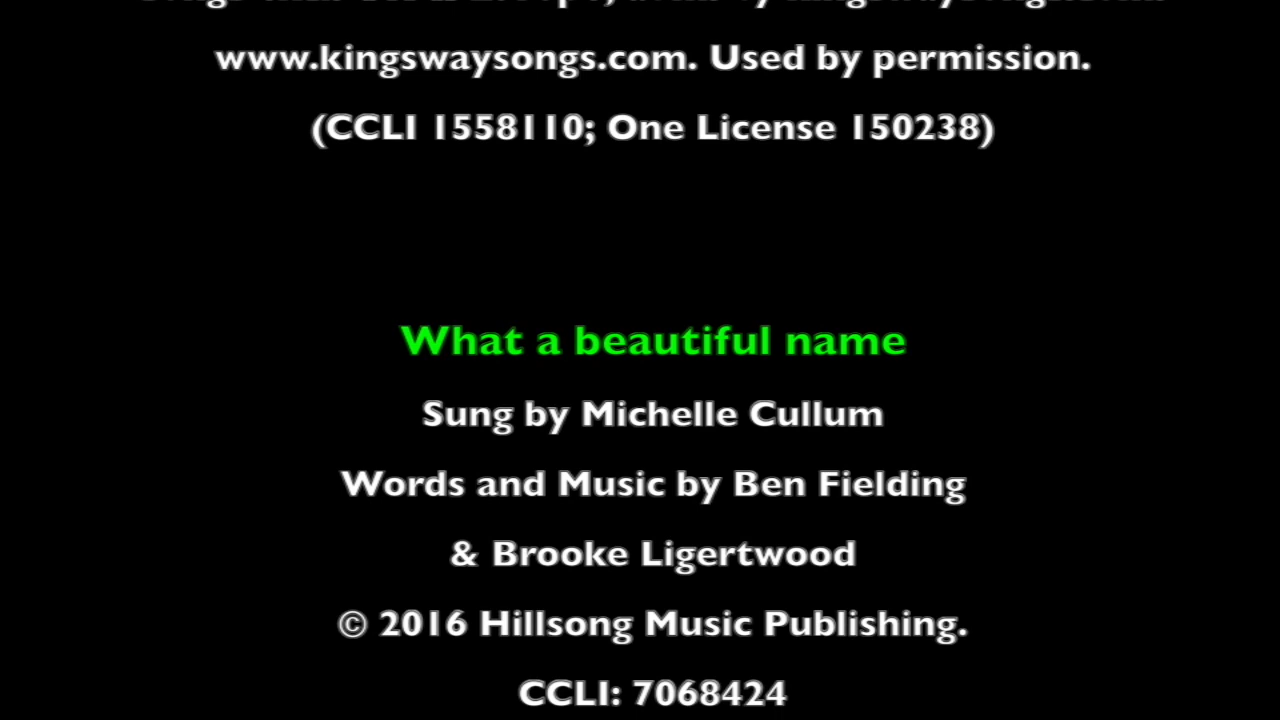 www.kingswaysongs.com. Used by permission.
(CCLI 1558110; One License 150238)
What a beautiful name
Sung by Michelle Cullum
Words and Music by Ben Fielding
& Brooke Ligertwood
© 2016 Hillsong Music Publishing.
CCLI: 7068424